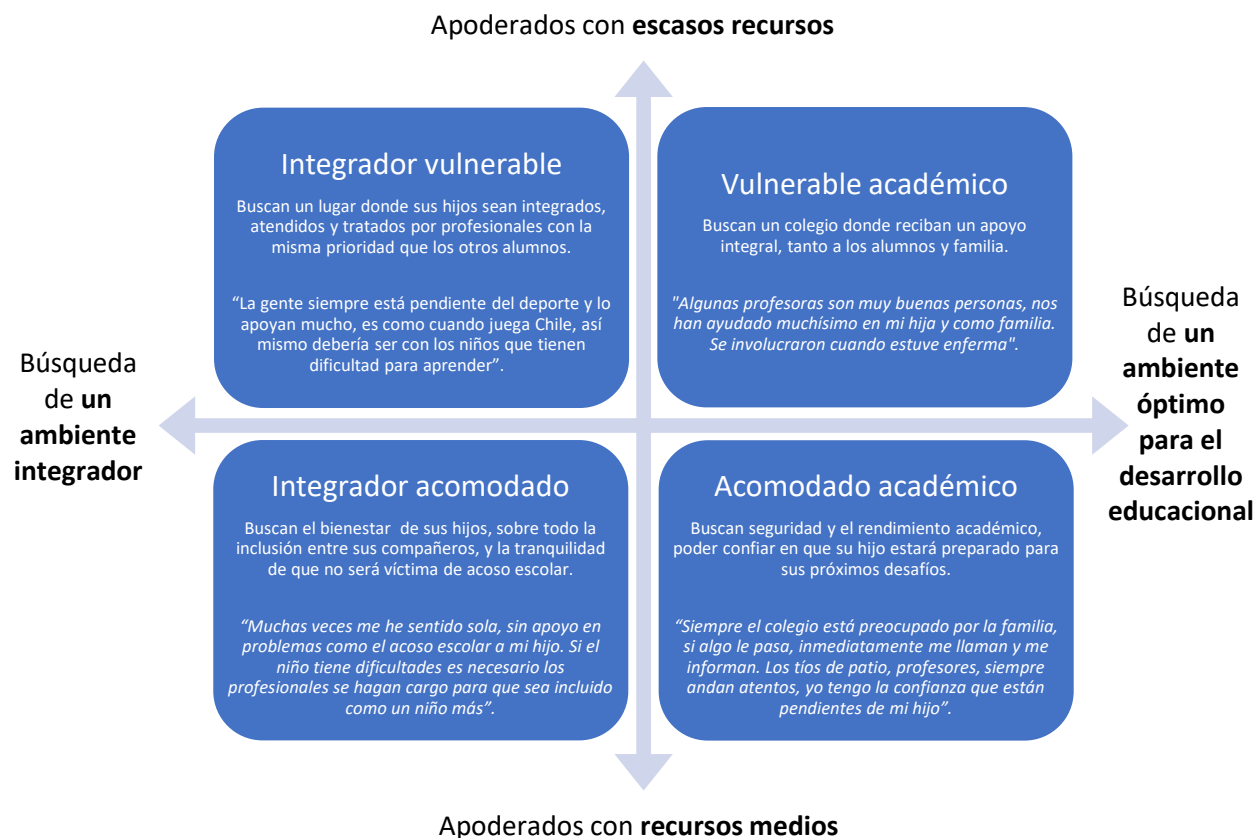 Apoderados con escasos recursos
Integrador vulnerable
Buscan un lugar donde sus hijos sean integrados,
atendidos y tratados por profesionales con la
misma prioridad que los otros alumnos.
“La gente siempre está pendiente del deporte y lo
apoyan mucho, es como cuando juega Chile, así
mismo debería ser con los niños que tienen
dificultad para aprender”.
Vulnerable académico
Buscan un colegio donde reciban un apoyo
integral, tanto a los alumnos y familia.
"Algunas profesoras son muy buenas personas, nos
han ayudado muchísimo en mi hija y como familia.
Se involucraron cuando estuve enferma".
Búsqueda
de un
ambiente
integrador
Búsqueda
de un
ambiente
óptimo
para el
desarrollo
educacional
Integrador acomodado
Buscan el bienestar de sus hijos, sobre todo la
inclusión entre sus compañeros, y la tranquilidad
de que no será víctima de acoso escolar.
“Muchas veces me he sentido sola, sin apoyo en
problemas como el acoso escolar a mi hijo. Si el
niño tiene dificultades es necesario los
profesionales se hagan cargo para que sea incluido
como un niño más”.
Acomodado académico
Buscan seguridad y el rendimiento académico,
poder confiar en que su hijo estará preparado para
sus próximos desafíos.
“Siempre el colegio está preocupado por la familia,
si algo le pasa, inmediatamente me llaman y me
informan. Los tíos de patio, profesores, siempre
andan atentos, yo tengo la confianza que están
pendientes de mi hijo”.
Apoderados con recursos medios